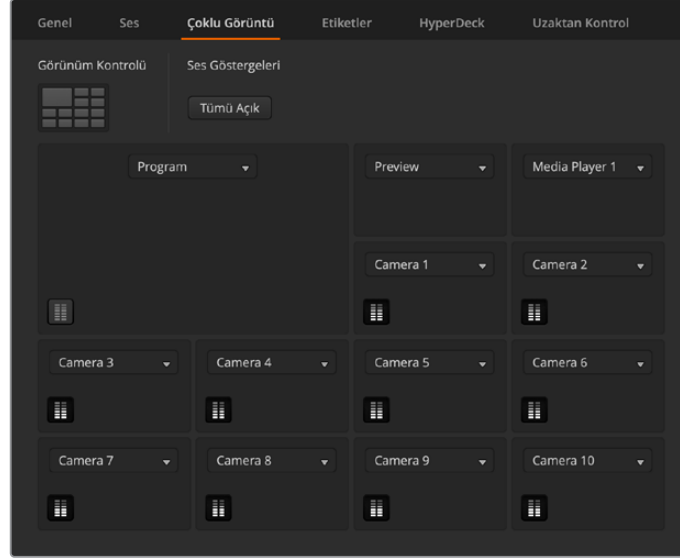 Genel Ses Çoklu Görüntü Etiketler HyperDeck Uzaktan Kontrol
Görünüm Kontrolü Ses Göstergeleri
Tümü Açık
Program Preview Media Player 1
Camera 1 Camera 2
Camera 3 Camera 4 Camera 5 Camera 6
Camera 7 Camera 8 Camera 9 Camera 10